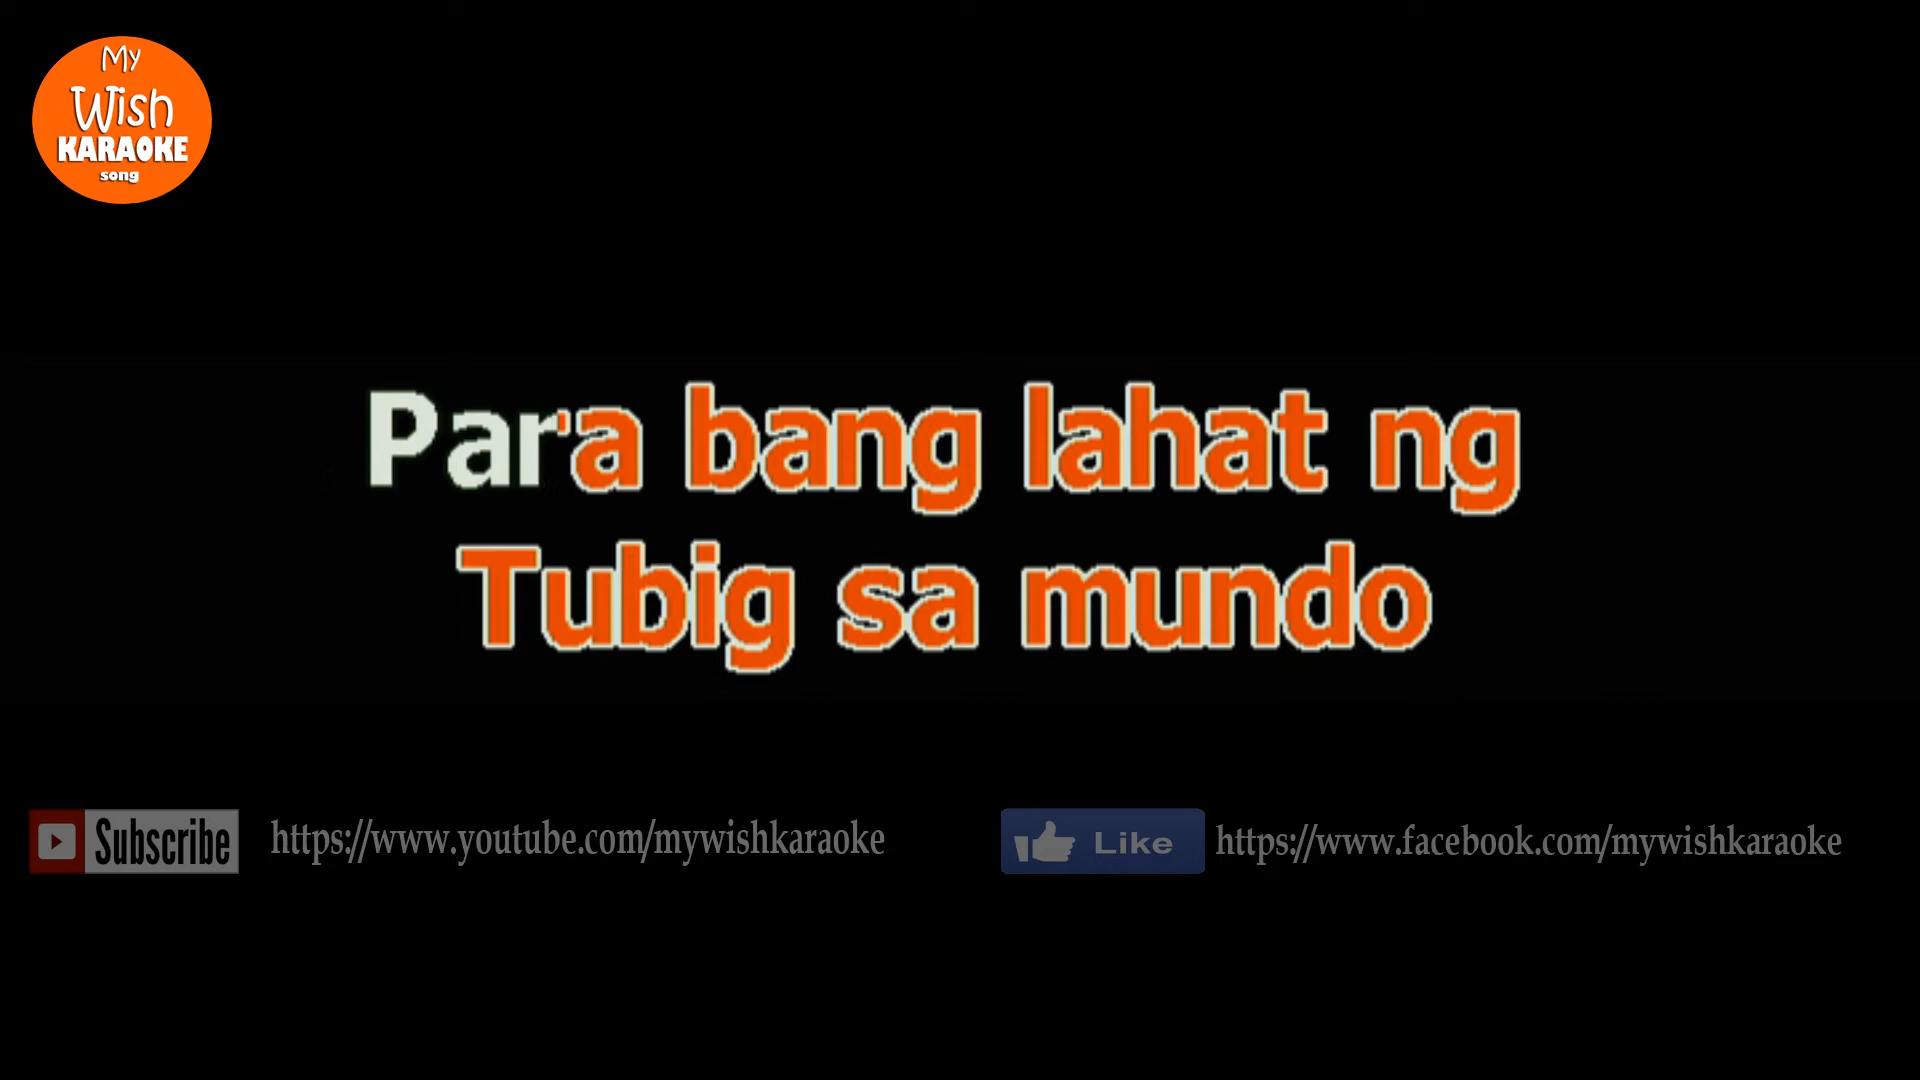 My
Wish
KARAOKE
song
Para bang lahat ng
Tubig sa mundo
Subscribe https://www.youtube.com/mywishkaraoke
Like https://www.facebook.com/mywishkaraoke